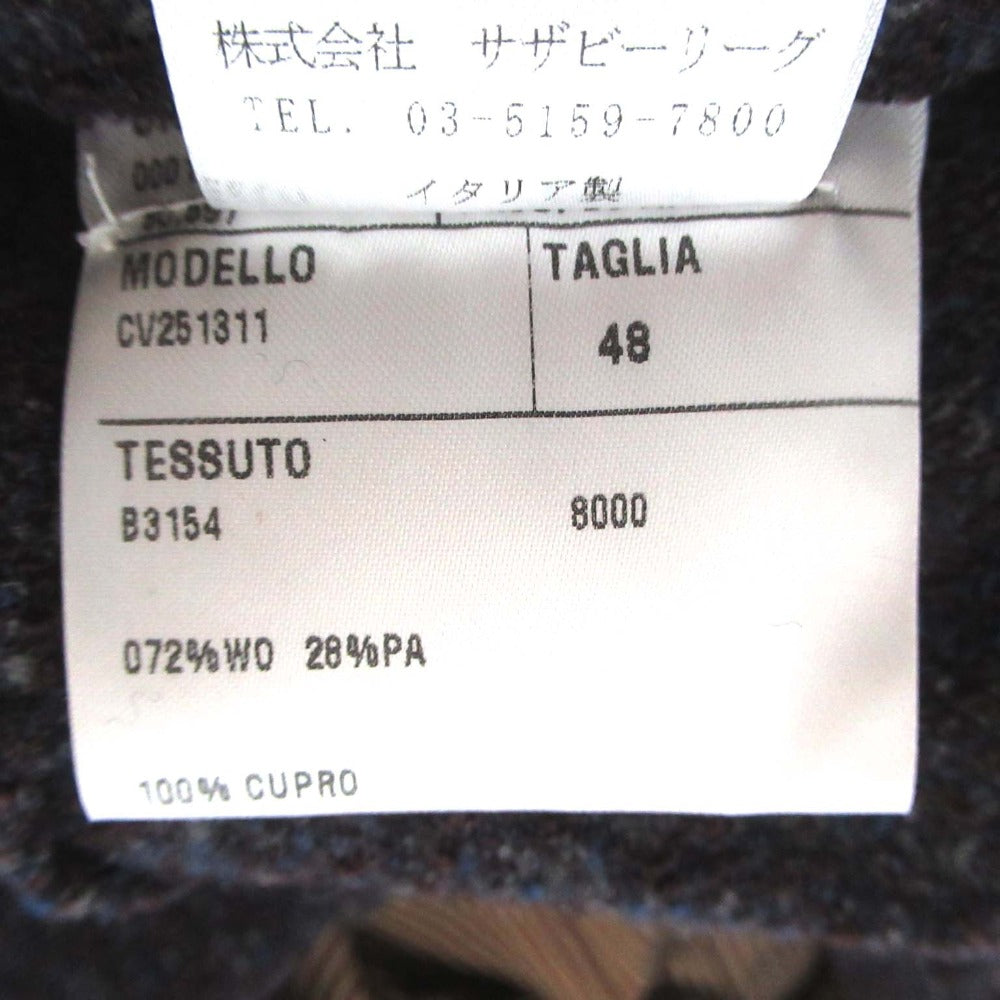 株式会社 サザビーリーグ
TEL. 03-5159-7800
イタリア製
MODELLO TAGLIA
CV251311
48
TESSUTO
B3154 8000
072%WO 28%PA
100% CUPRO